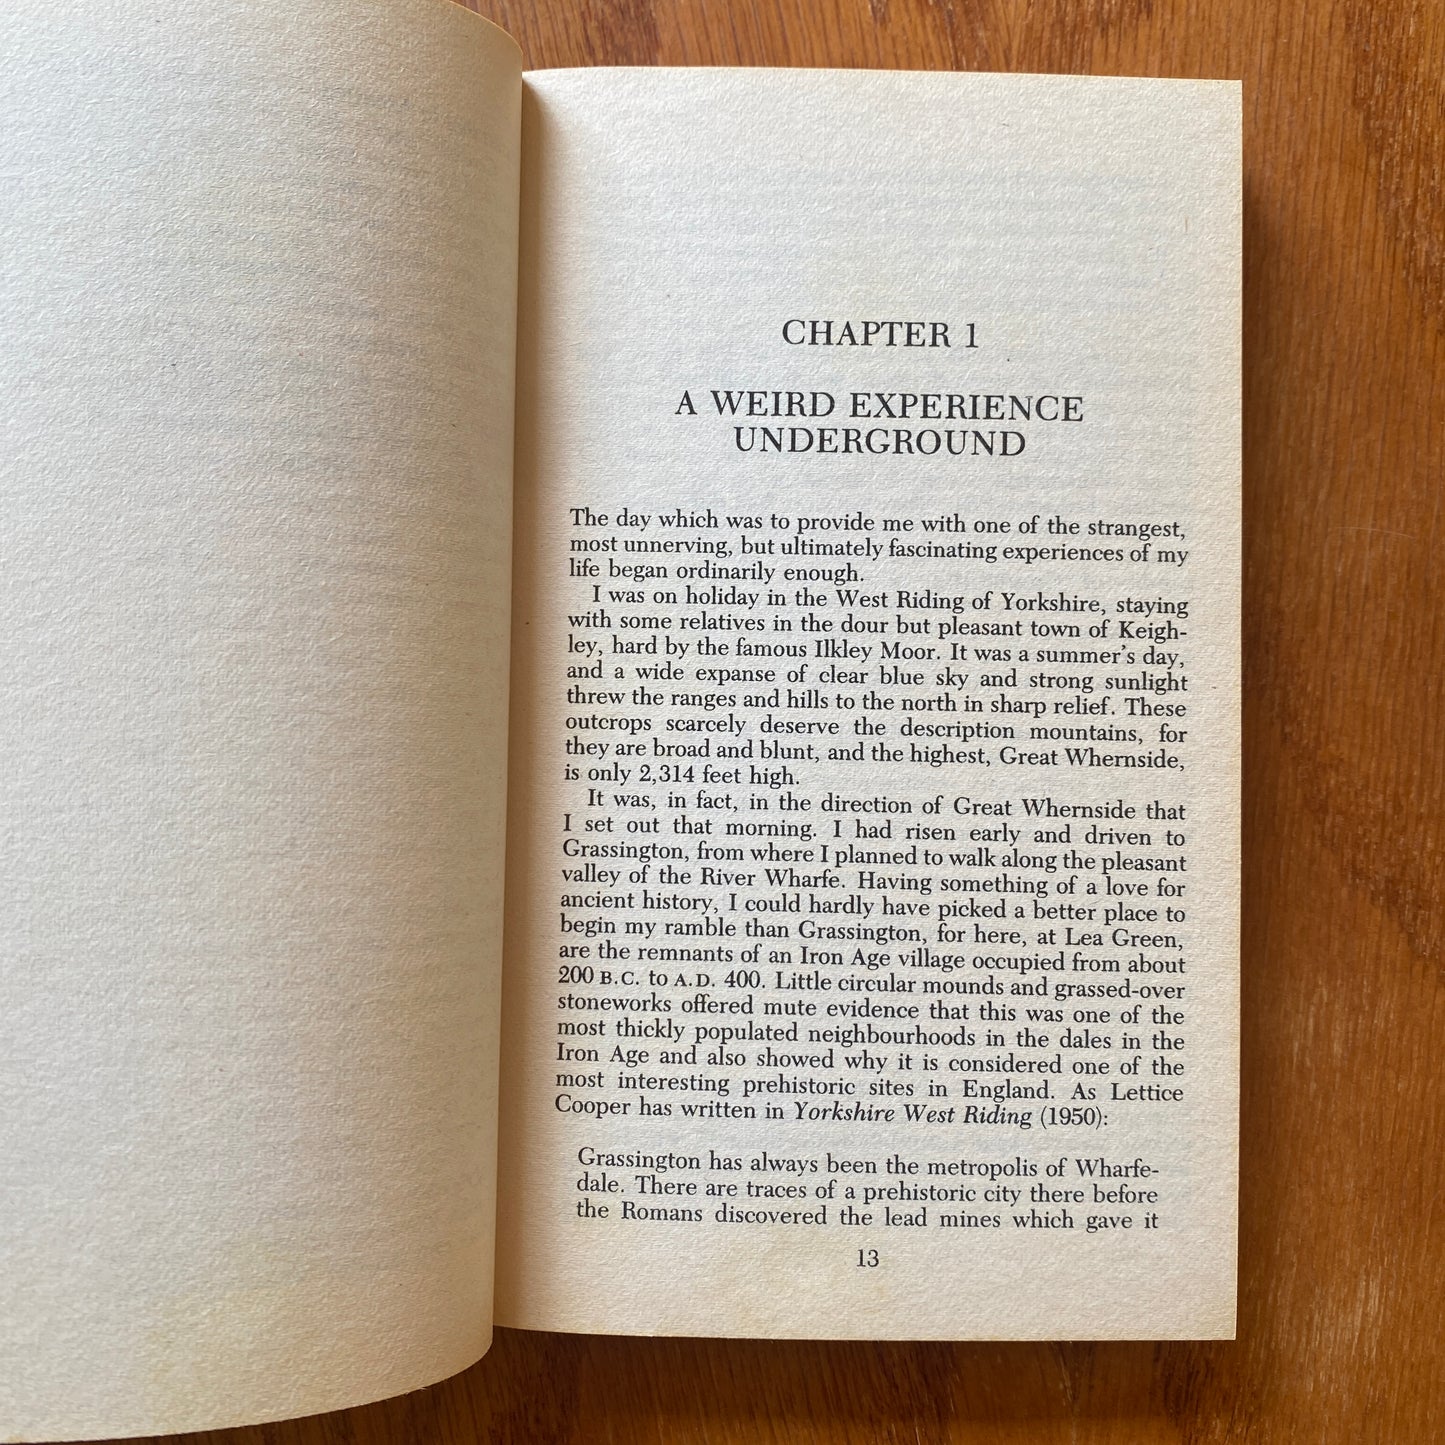 CHAPTER 1
A WEIRD EXPERIENCE
UNDERGROUND
The day which was to provide me with one of the strangest,
most unnerving, but ultimately fascinating experiences of my
life began ordinarily enough.
I was on holiday in the West Riding of Yorkshire, staying
with some relatives in the dour but pleasant town of Keigh-
ley, hard by the famous Ilkley Moor. It was a summer's day,
and a wide expanse of clear blue sky and strong sunlight
threw the ranges and hills to the north in sharp relief. These
outcrops scarcely deserve the description mountains, for
they are broad and blunt, and the highest, Great Whernside,
is only 2,314 feet high.
It was, in fact, in the direction of Great Whernside that
I set out that morning. I had risen early and driven to
Grassington, from where I planned to walk along the pleasant
valley of the River Wharfe. Having something of a love for
ancient history, I could hardly have picked a better place to
begin my ramble than Grassington, for here, at Lea Green,
are the remnants of an Iron Age village occupied from about
200 B.C. to A.D. 400. Little circular mounds and grassed-over
stoneworks offered mute evidence that this was one of the
most thickly populated neighbourhoods in the dales in the
Iron Age and also showed why it is considered one of the
most interesting prehistoric sites in England. As Lettice
Cooper has written in Yorkshire West Riding (1950):
Grassington has always been the metropolis of Wharfe-
dale. There are traces of a prehistoric city there before
the Romans discovered the lead mines which gave it
13